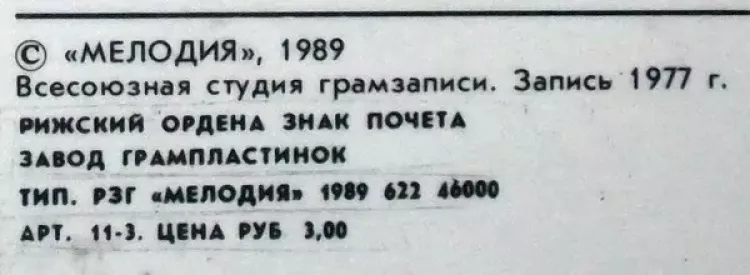 © «МЕЛОДИЯ», 1989
Всесоюзная студия грамзаписи. Запись 1977 г.
РИЖСКИЙ ОРДЕНА ЗНАК ПОЧЕТА
ЗАВОД ГРАМПЛАСТИНОК
ТИП. РЗГ «МЕЛОДИЯ» 1989 622 46000
АРТ. 11-3. ЦЕНА РУБ 3,00